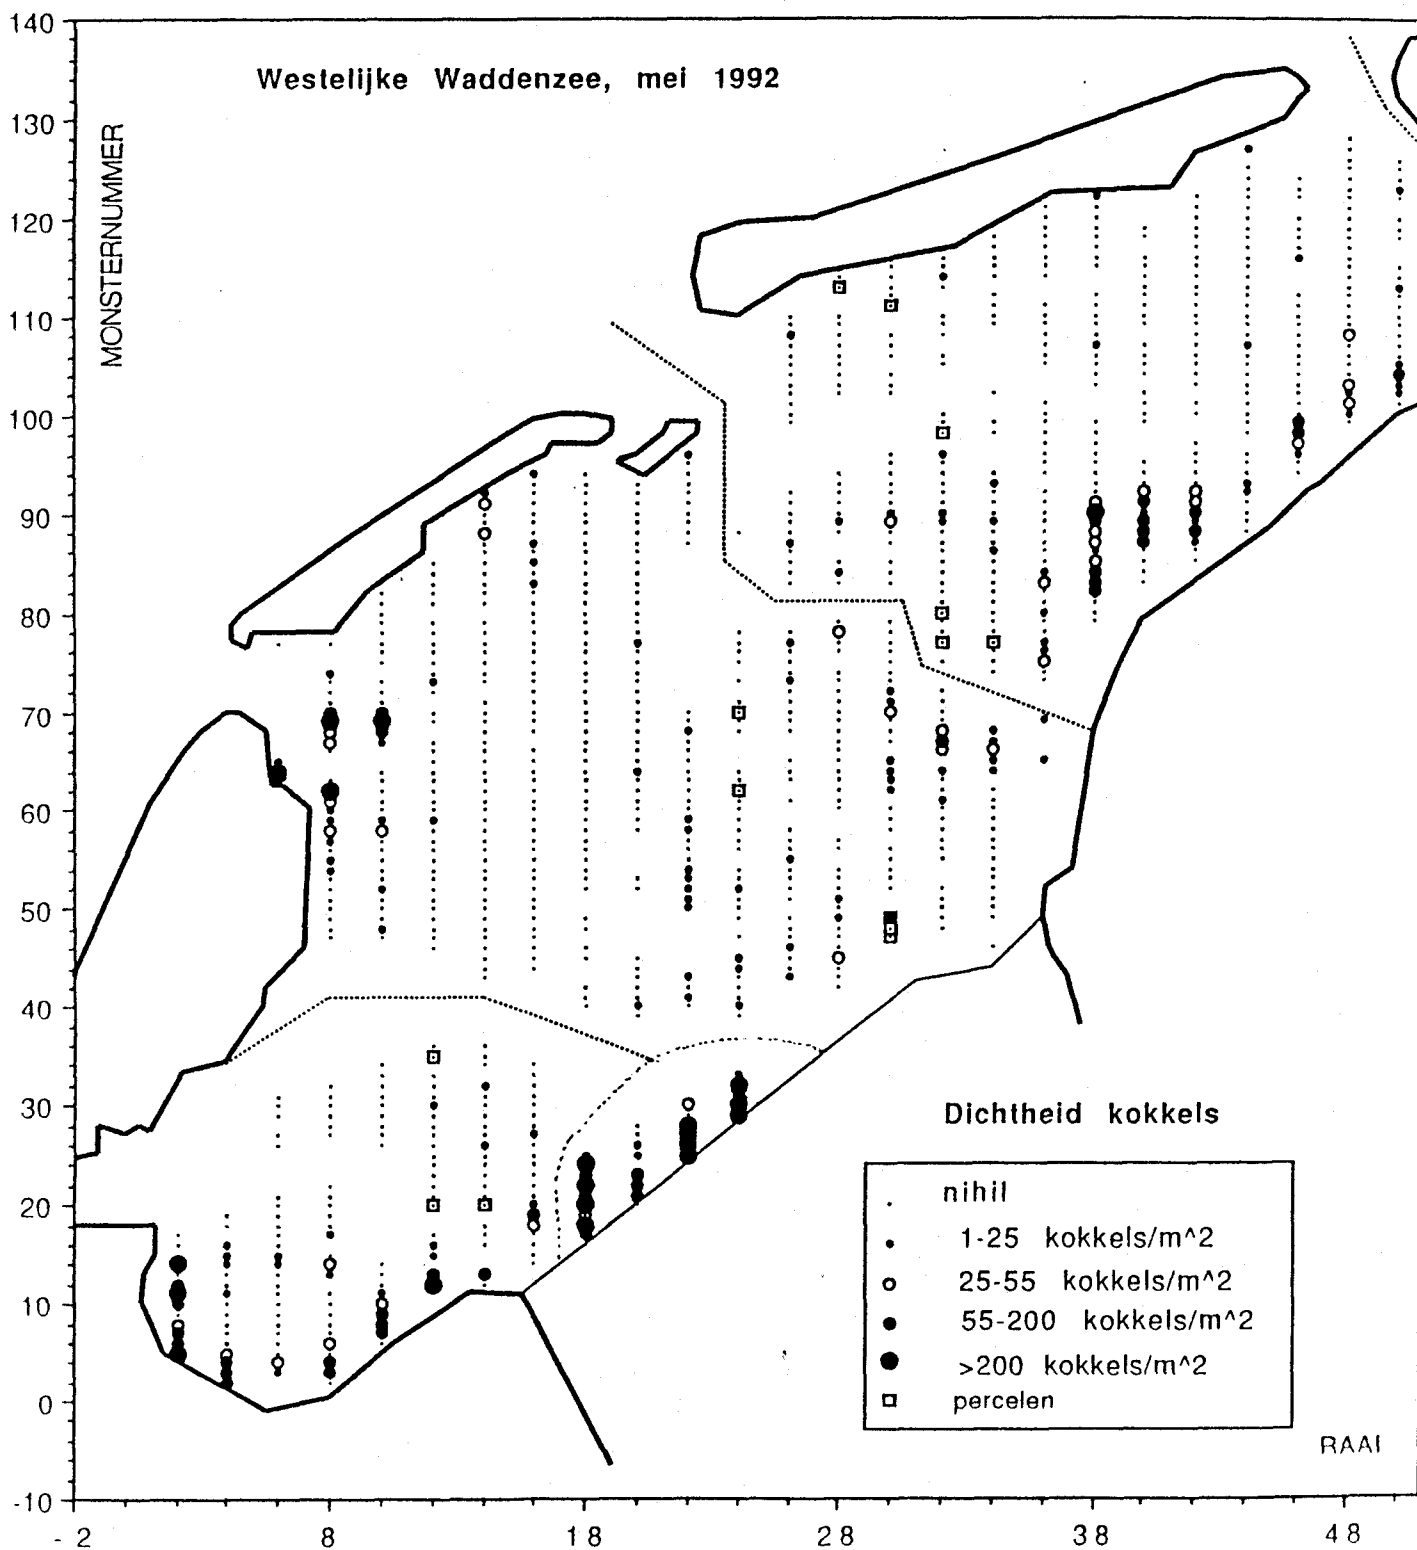 Westelijke Waddenzee, mei 1992
MONSTERNUMMER
140
130
120
110
100
90
80
70
60
50
40
30
20
10
0
-10
Dichtheid kokkels
nihil
1-25 kokkels/m^2
25-55 kokkels/m^2
55-200 kokkels/m^2
>200 kokkels/m^2
percelen
RAAI
-2 8 18 28 38 48